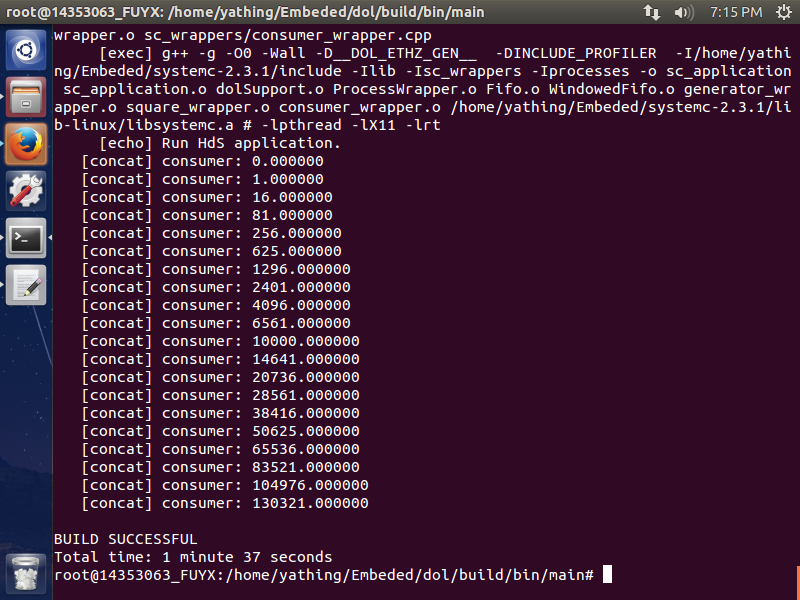 root@14353063_FUYX: /home/yathing/Embeded/dol/build/bin/main
7:15 PM
wrapper.o sc_wrappers/consumer_wrapper.cpp
[exec] g++ -g -O0 -Wall -D__DOL_ETHZ_GEN__  -DINCLUDE_PROFILER  -I/home/yathi
ng/Embeded/systemc-2.3.1/include -Ilib -Isc_wrappers -Iprocesses -o sc_application
sc_application.o dolSupport.o ProcessWrapper.o Fifo.o WindowedFifo.o generator_wr
apper.o square_wrapper.o consumer_wrapper.o /home/yathing/Embeded/systemc-2.3.1/li
b-linux/libsystemc.a # -lpthread -lX11 -lrt
[echo] Run HdS application.
[concat] consumer: 0.000000
[concat] consumer: 1.000000
[concat] consumer: 16.000000
[concat] consumer: 81.000000
[concat] consumer: 256.000000
[concat] consumer: 625.000000
[concat] consumer: 1296.000000
[concat] consumer: 2401.000000
[concat] consumer: 4096.000000
[concat] consumer: 6561.000000
[concat] consumer: 10000.000000
[concat] consumer: 14641.000000
[concat] consumer: 20736.000000
[concat] consumer: 28561.000000
[concat] consumer: 38416.000000
[concat] consumer: 50625.000000
[concat] consumer: 65536.000000
[concat] consumer: 83521.000000
[concat] consumer: 104976.000000
[concat] consumer: 130321.000000
BUILD SUCCESSFUL
Total time: 1 minute 37 seconds
root@14353063_FUYX:/home/yathing/Embeded/dol/build/bin/main#